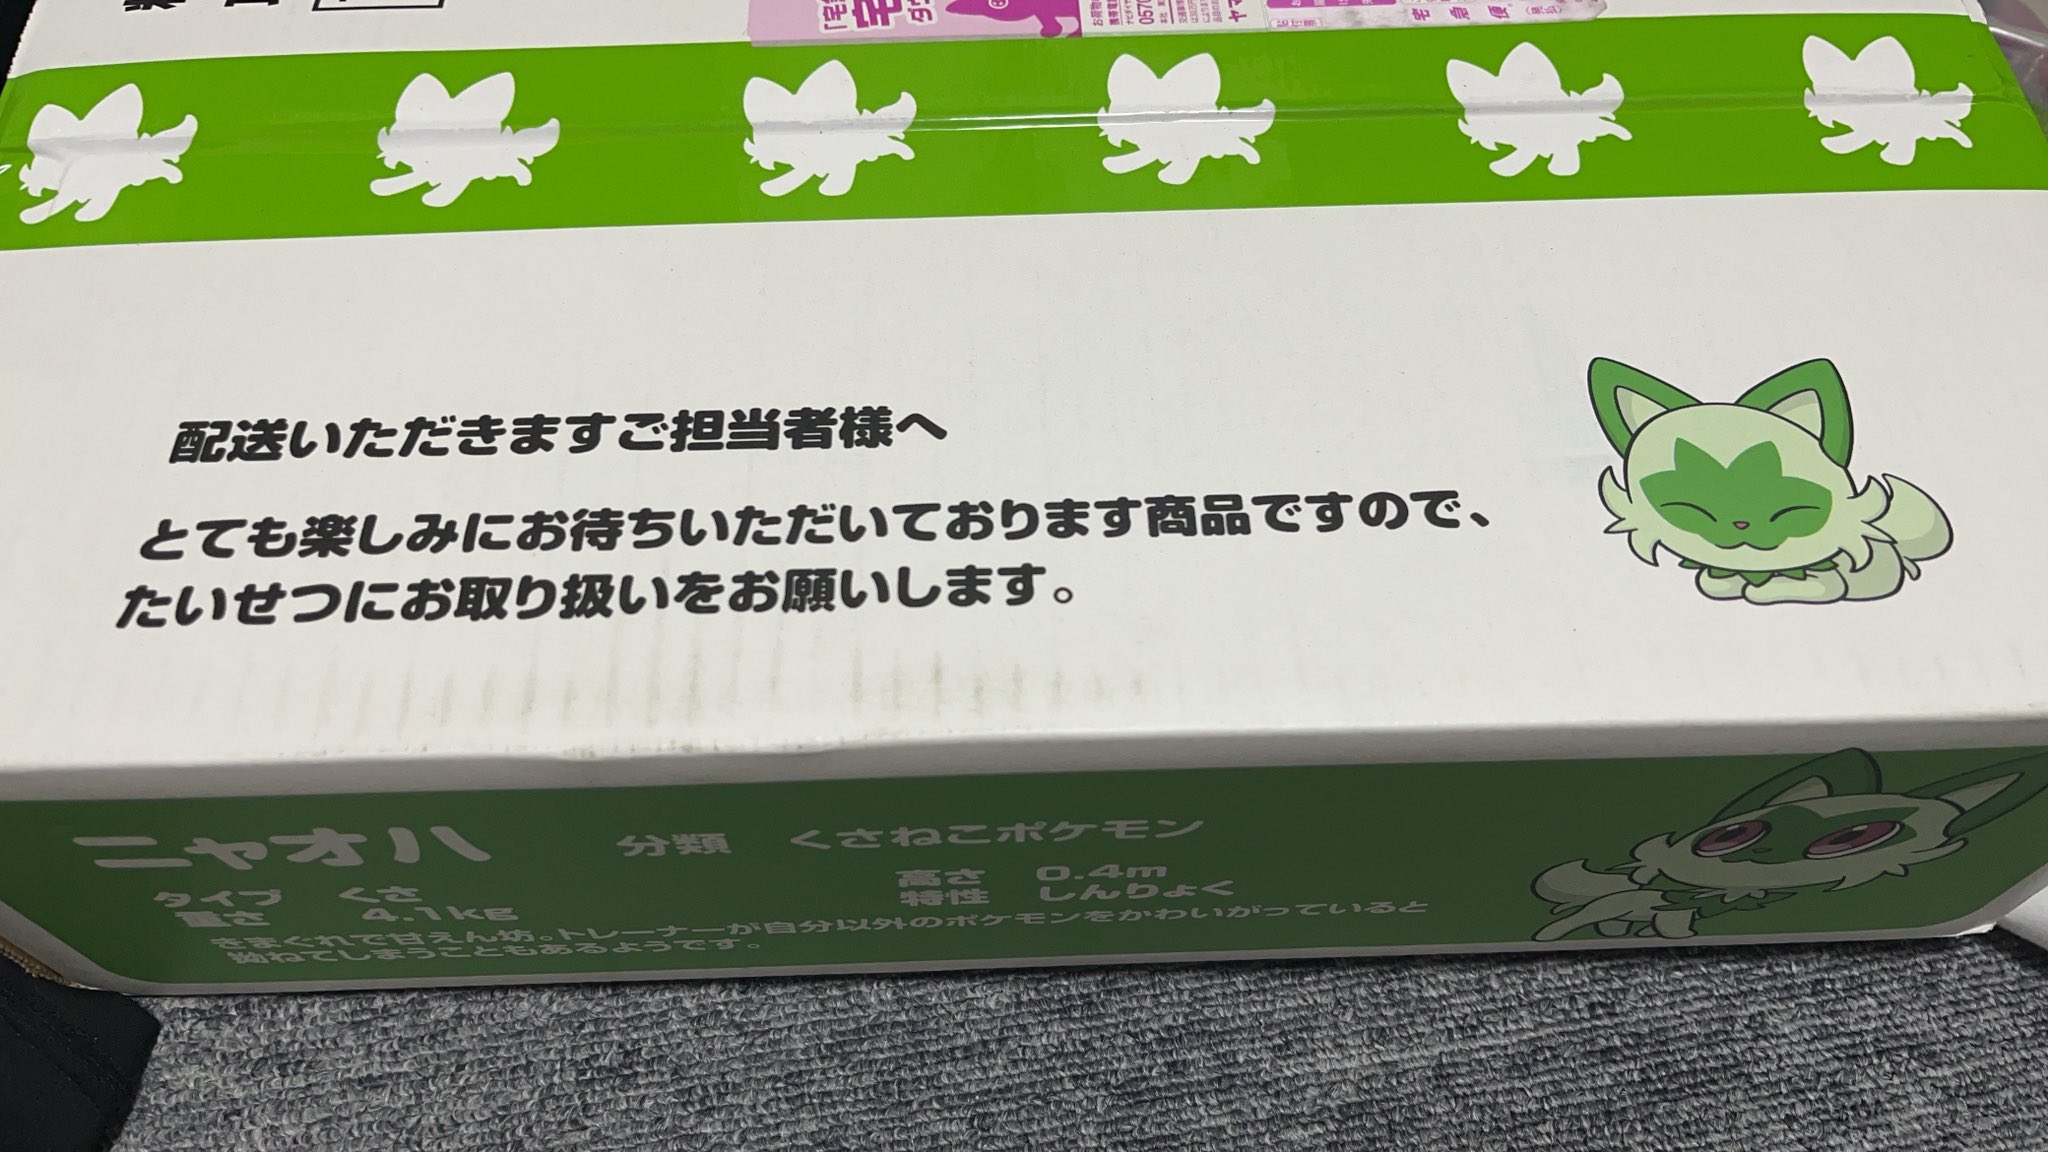 配送いただきますご担当者様へ
とても楽しみにお待ちいただいております商品ですので、
たいせつにお取り扱いをお願いします。
ニャオハ
分類 くさねこポケモン
タイプ くさ
高さ 0.4m
重さ 4.1kg
特性 しんりょく
きまぐれで甘えん坊。トレーナーが自分以外のポケモンをかわいがっていると
拗ねてしまうこともあるようです。
宅急便